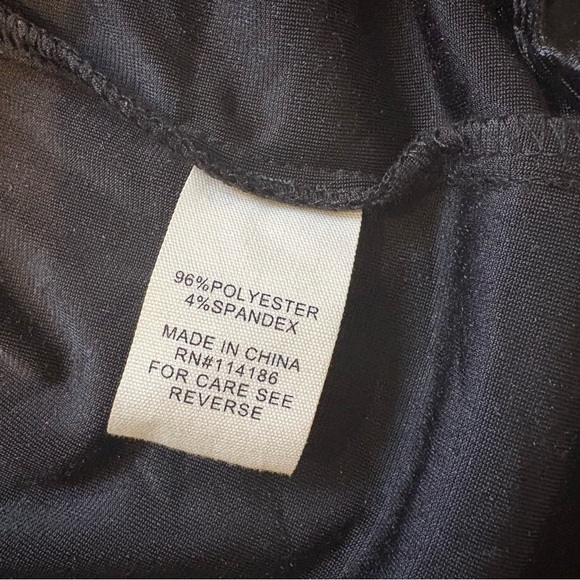 96%POLYESTER
4%SPANDEX
MADE IN CHINA
RN#114186
FOR CARE SEE
REVERSE